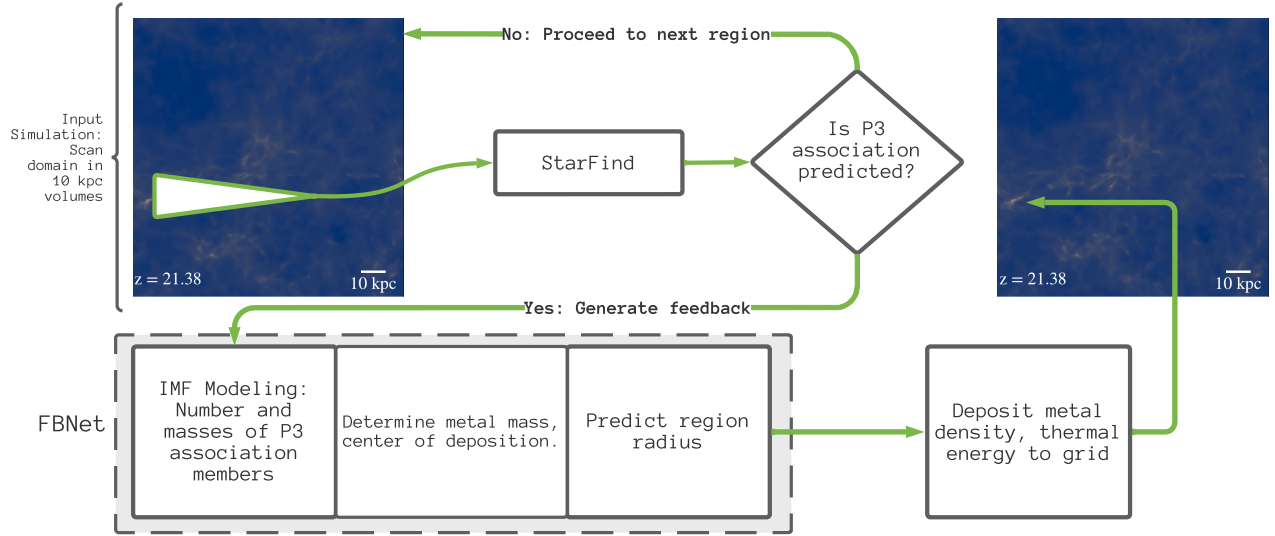 Input
Simulation:
Scan
domain in
10 kpc
volumes
z = 21.38
10 kpc
No: Proceed to next region
StarFind
Is P3
association
predicted?
z = 21.38
10 kpc
Yes: Generate feedback
FBNet
IMF Modeling:
Number and
masses of P3
association
members
Determine metal mass,
center of deposition.
Predict region
radius
Deposit metal
density, thermal
energy to grid